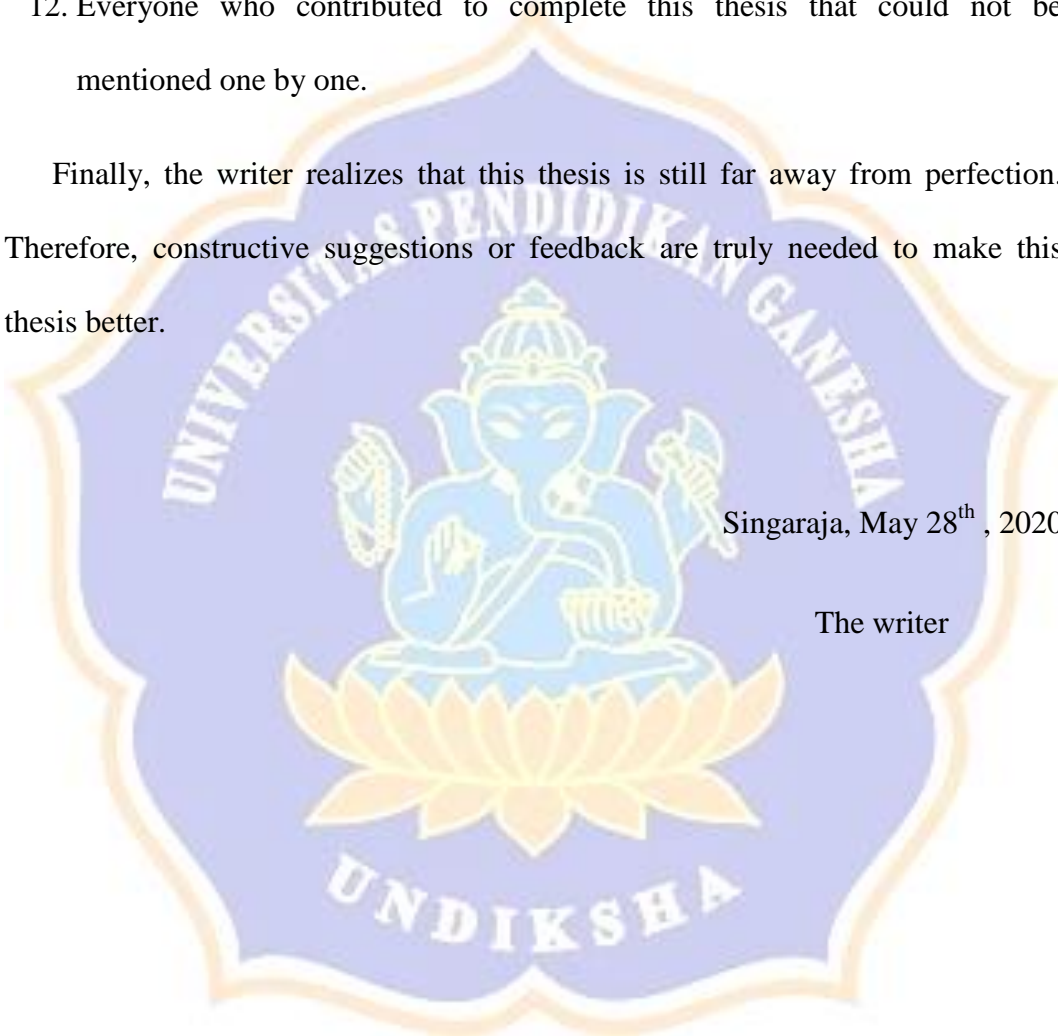 12. Everyone who contributed to complete this thesis that could not be
mentioned one by one.
Finally, the writer realizes that this thesis is still far away from perfection.
Therefore, constructive suggestions or feedback are truly needed to make this
thesis better.
UNIVERSITAS PENDIDIKAN GANESHA
Singaraja, May 28th , 2020
The writer
UNDIKSHA